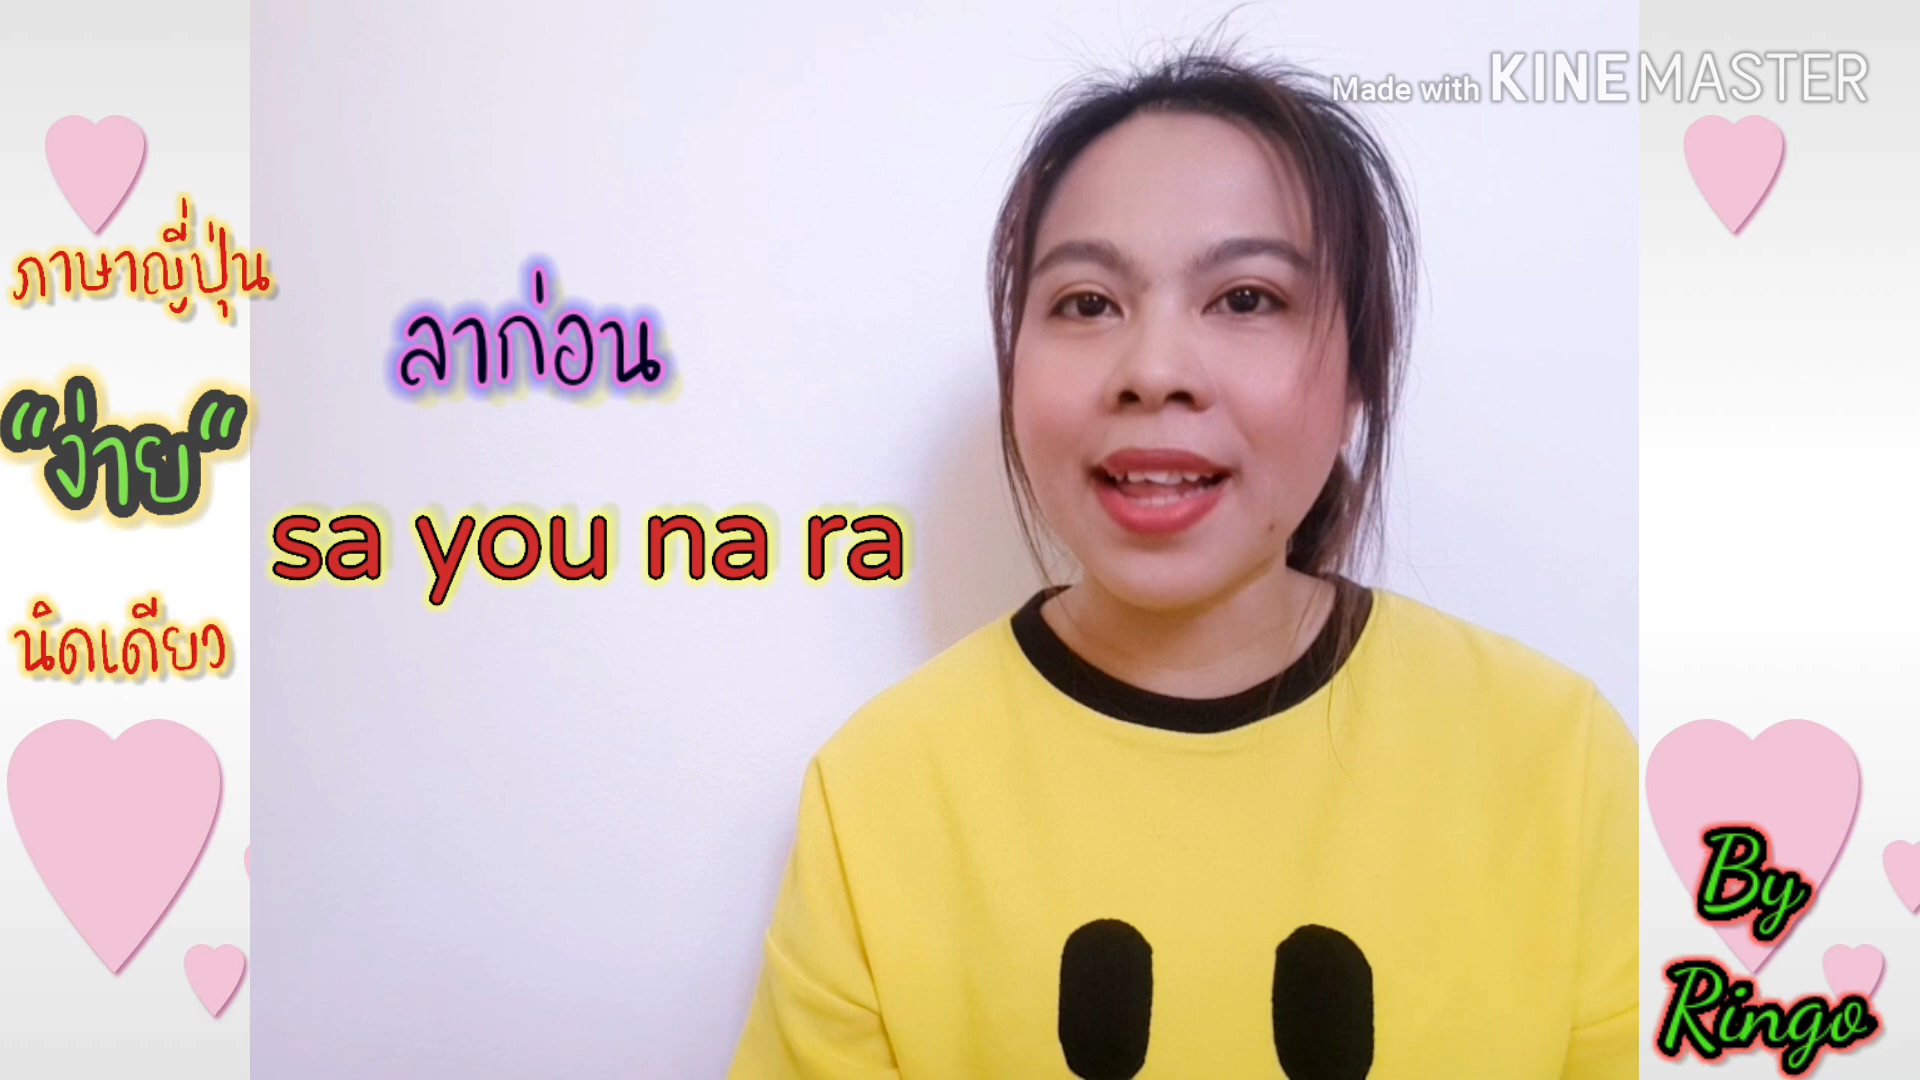 Made with KINEMASTER
ภาษาญี่ปุ่น
"ง่าย"
นิดเดียว
ลาก่อน
sa you na ra
By
Ringo